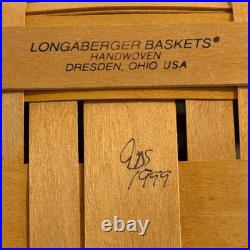 LONGABERGER BASKETS®
HANDWOVEN
DRESDEN, OHIO USA
1999